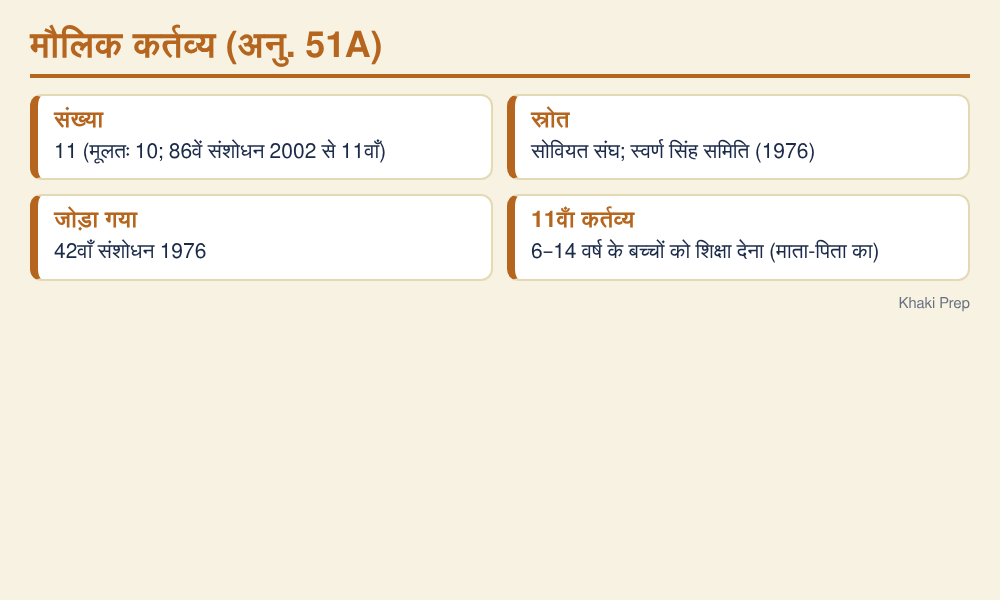 मौलिक कर्तव्य (अनु. 51A)
संख्या
11 (मूलतः 10; 86वें संशोधन 2002 से 11वाँ)
स्रोत
सोवियत संघ; स्वर्ण सिंह समिति (1976)
जोड़ा गया
42वाँ संशोधन 1976
11वाँ कर्तव्य
6–14 वर्ष के बच्चों को शिक्षा देना (माता-पिता का)
Khaki Prep